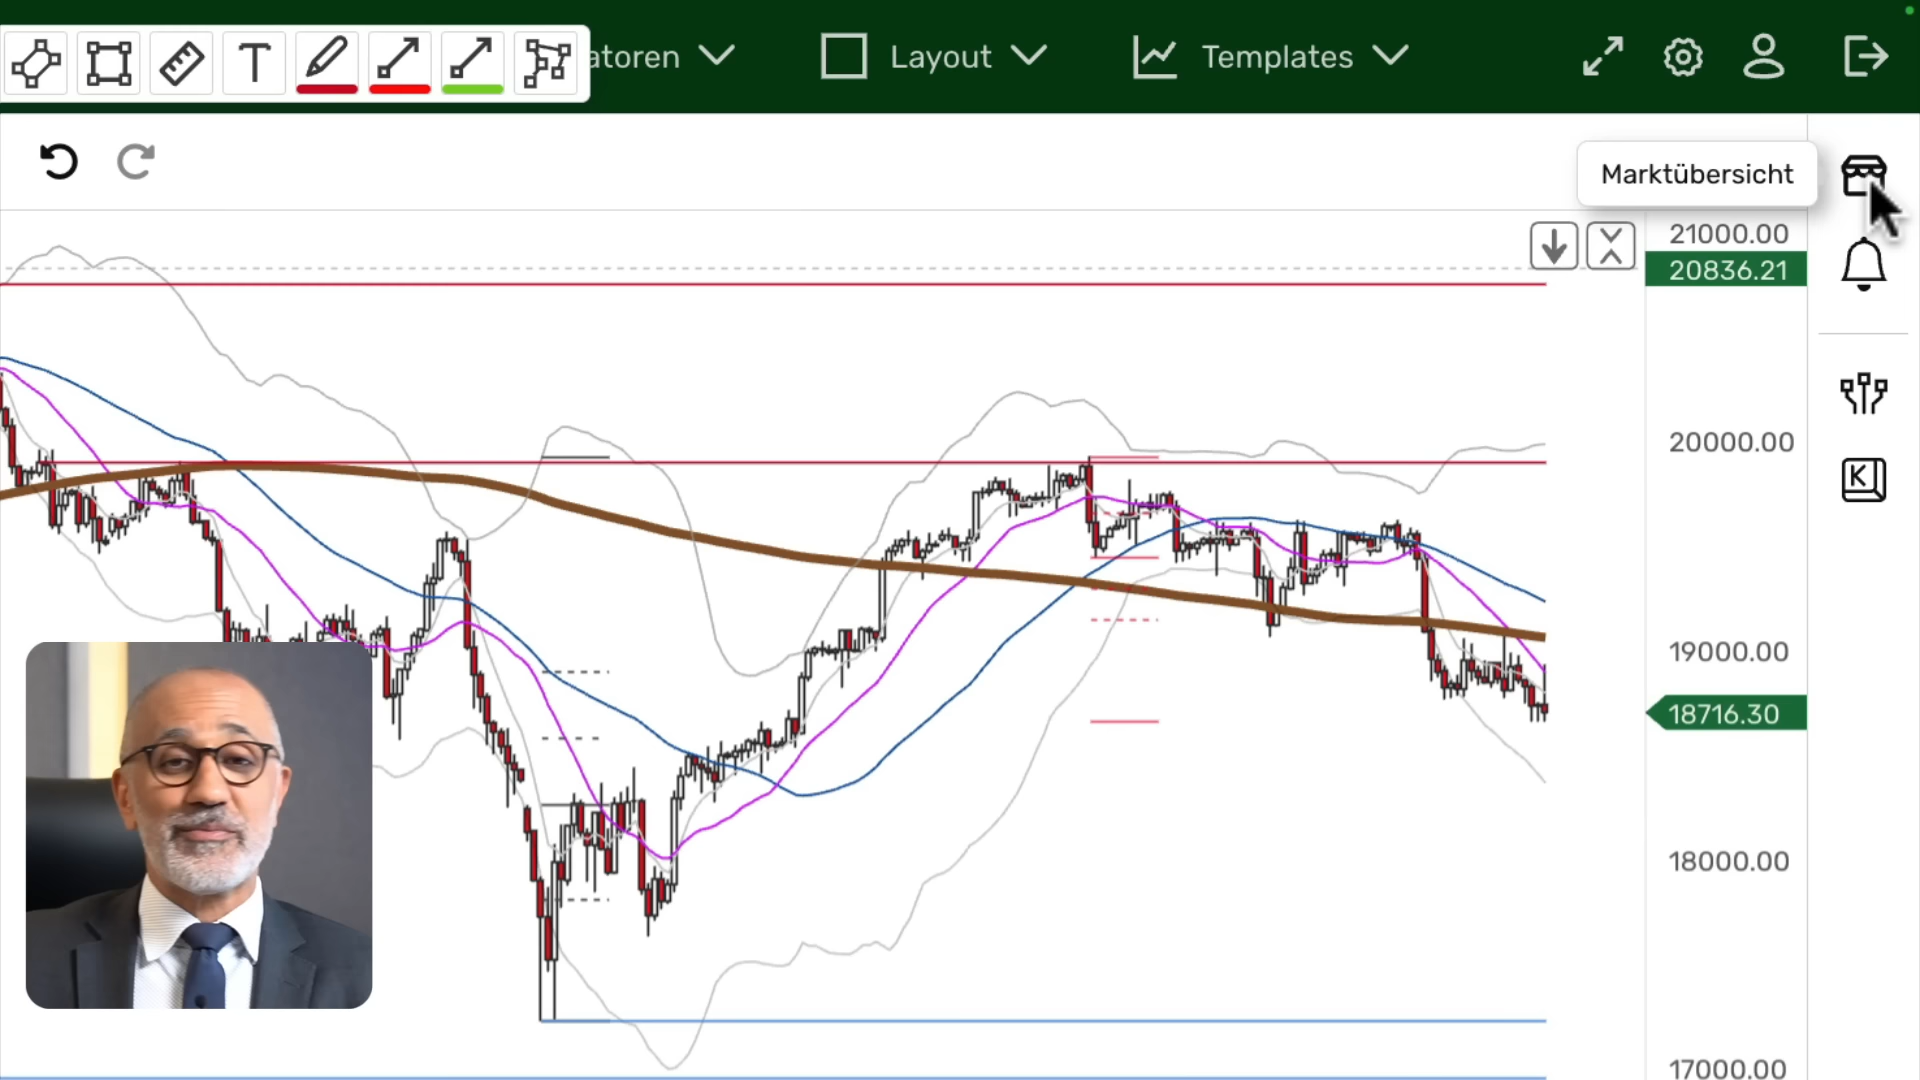 T
atoren
Layout
Templates
Marktübersicht
21000.00
20836.21
20000.00
19000.00
18716.30
18000.00
17000.00
K